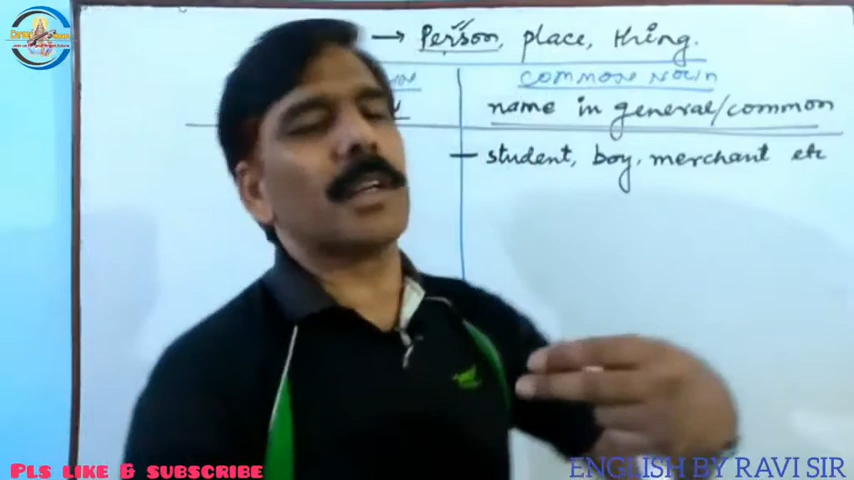 → Person, place, thing.
common Noun
name in general/common
— student, boy, merchant etc
Pls like & subscribe
ENGLISH BY RAVI SIR